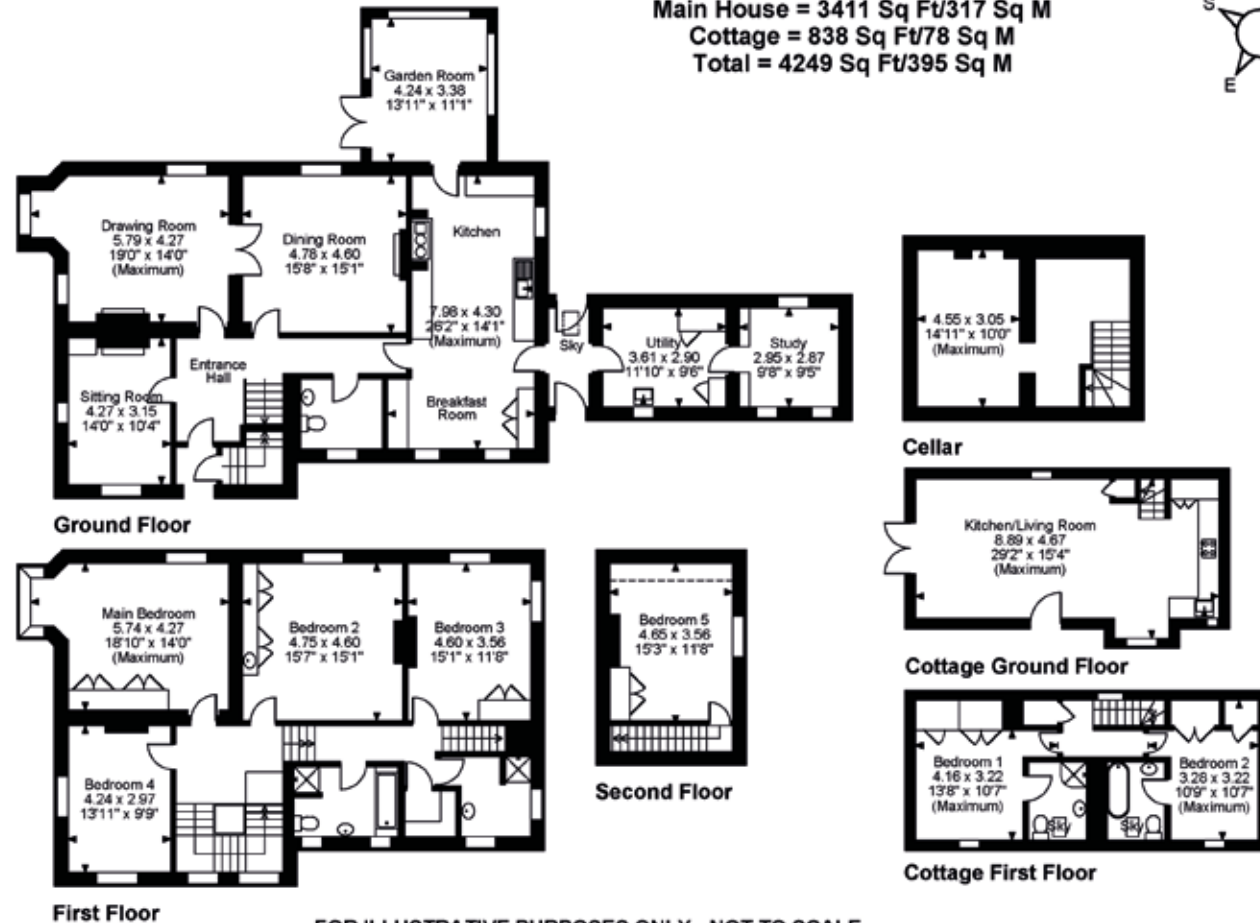 Main House = 3411 Sq Ft/317 Sq M
Cottage = 838 Sq Ft/78 Sq M
Total = 4249 Sq Ft/395 Sq M
S
E
Garden Room
4.24 x 3.38
13'11" x 11'1"
Drawing Room
5.79 x 4.27
19'0" x 14'0"
(Maximum)
Dining Room
4.78 x 4.60
15'8" x 15'1"
Kitchen
7.98 x 4.30
26'2" x 14'1"
(Maximum)
Breakfast
Room
Sky
Utility
3.61 x 2.90
11'10" x 9'6"
Study
2.95 x 2.87
9'8" x 9'5"
Entrance
Hall
Sitting Room
4.27 x 3.15
14'0" x 10'4"
Ground Floor
4.55 x 3.05
14'11" x 10'0"
(Maximum)
Cellar
Kitchen/Living Room
8.89 x 4.67
29'2" x 15'4"
(Maximum)
Cottage Ground Floor
Main Bedroom
5.74 x 4.27
18'10" x 14'0"
(Maximum)
Bedroom 2
4.75 x 4.60
15'7" x 15'1"
Bedroom 3
4.60 x 3.56
15'1" x 11'8"
Bedroom 4
4.24 x 2.97
13'11" x 9'9"
First Floor
Bedroom 5
4.65 x 3.56
15'3" x 11'8"
Second Floor
Bedroom 1
4.16 x 3.22
13'8" x 10'7"
(Maximum)
Sky
Sky
Bedroom 2
3.28 x 3.22
10'9" x 10'7"
(Maximum)
Cottage First Floor
FOR ILLUSTRATIVE PURPOSES ONLY - NOT TO SCALE